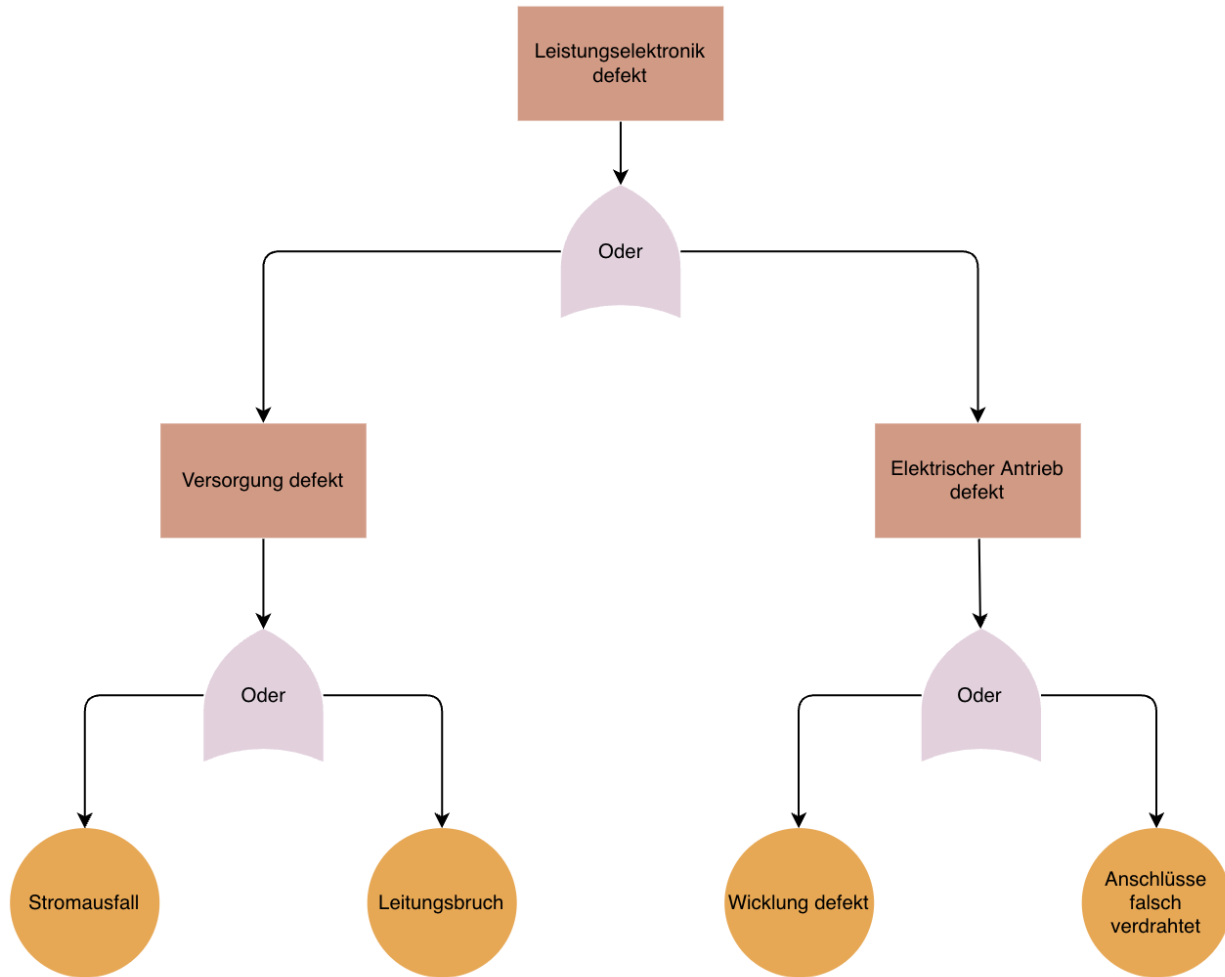 Leistungselektronik
defekt
Oder
Versorgung defekt
Elektrischer Antrieb
defekt
Oder
Oder
Stromausfall
Leitungsbruch
Wicklung defekt
Anschlüsse
falsch
verdrahtet